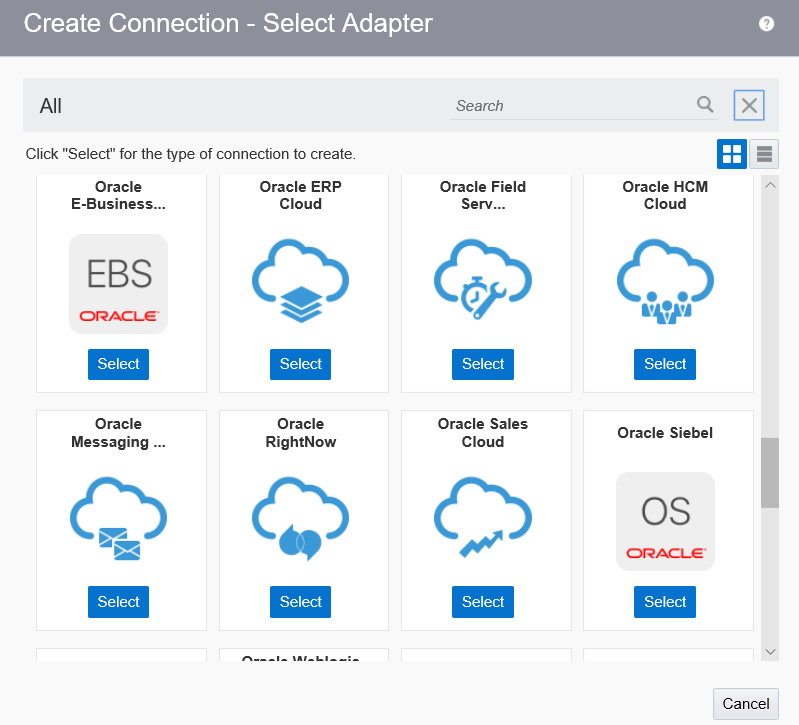 Create Connection - Select Adapter
?
All
Search
Click "Select" for the type of connection to create.
Oracle
E-Business...
Oracle ERP
Cloud
Oracle Field
Serv...
Oracle HCM
Cloud
EBS
ORACLE
Select
Select
Select
Select
Oracle
Messaging ...
Oracle
RightNow
Oracle Sales
Cloud
Oracle Siebel
OS
ORACLE
Select
Select
Select
Select
Oracle Weblogic
Cancel